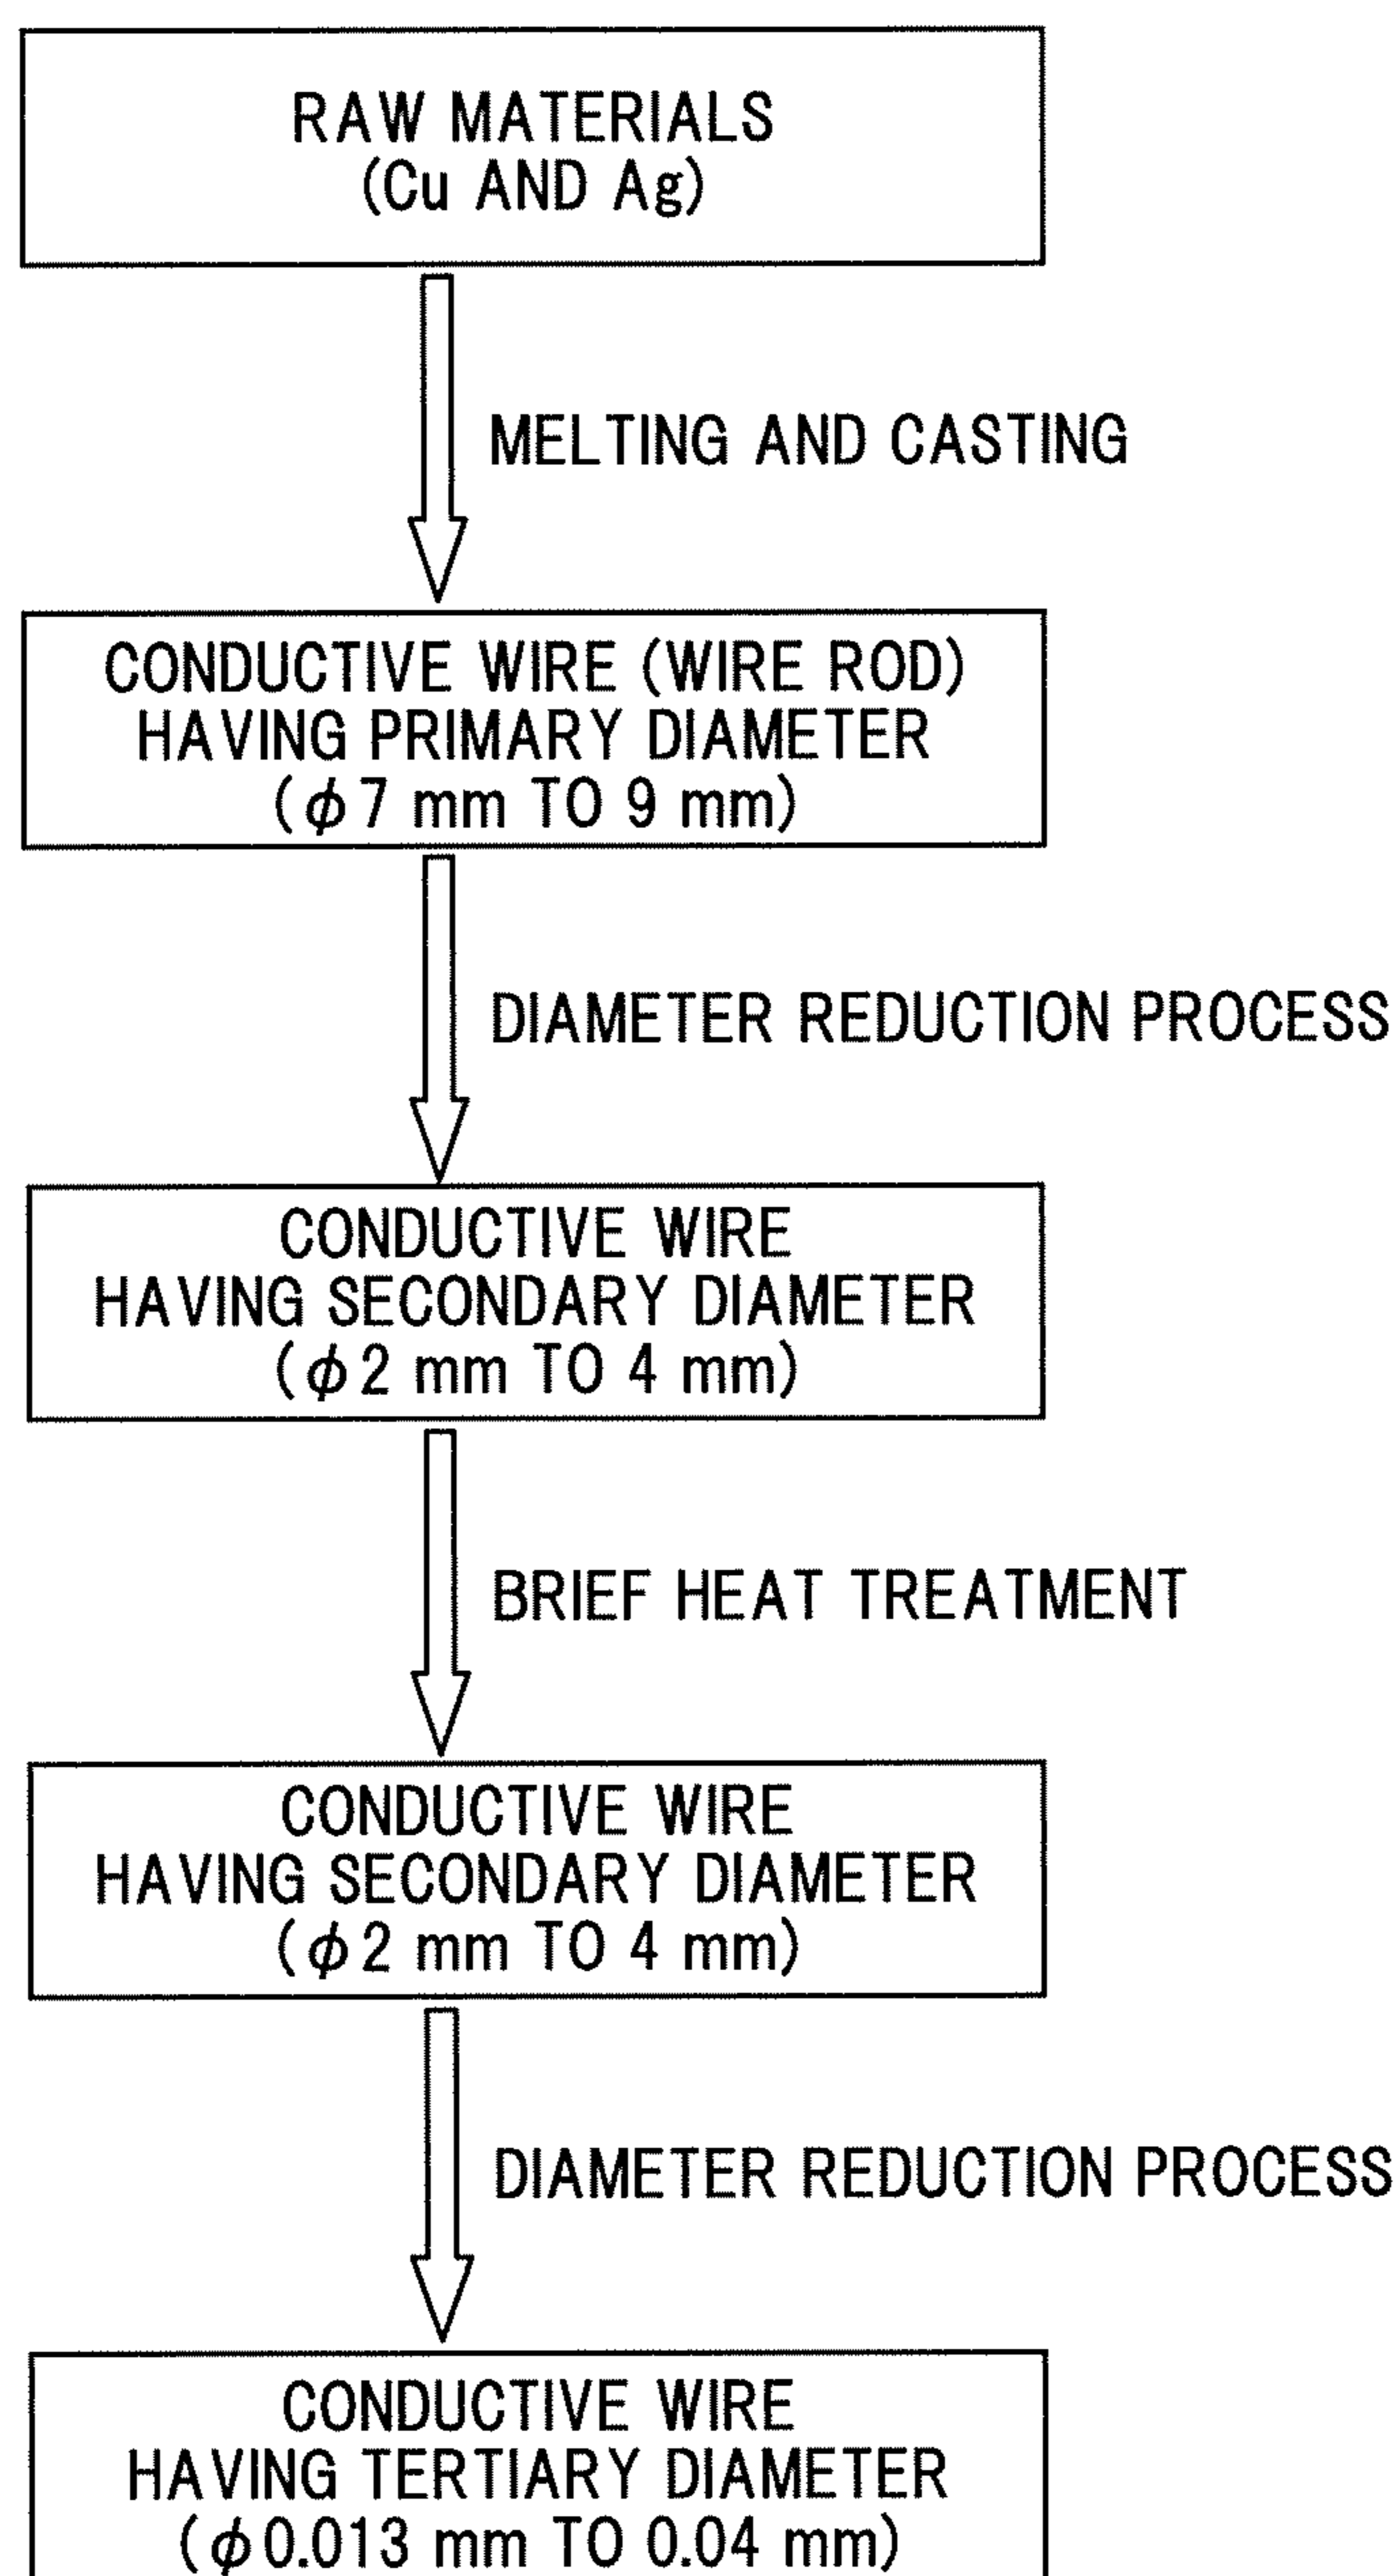 RAW MATERIALS
(Cu AND Ag)
MELTING AND CASTING
CONDUCTIVE WIRE (WIRE ROD)
HAVING PRIMARY DIAMETER
(φ7 mm TO 9 mm)
DIAMETER REDUCTION PROCESS
CONDUCTIVE WIRE
HAVING SECONDARY DIAMETER
(φ2 mm TO 4 mm)
BRIEF HEAT TREATMENT
CONDUCTIVE WIRE
HAVING SECONDARY DIAMETER
(φ2 mm TO 4 mm)
DIAMETER REDUCTION PROCESS
CONDUCTIVE WIRE
HAVING TERTIARY DIAMETER
(φ0.013 mm TO 0.04 mm)